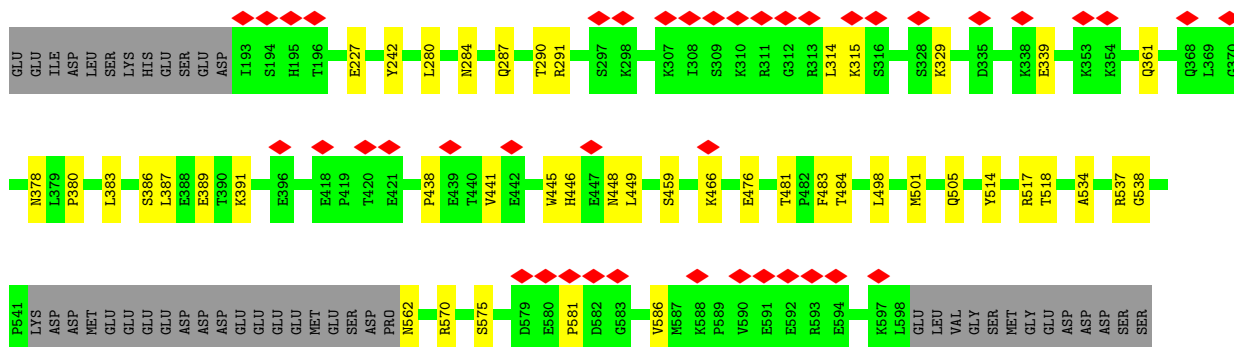 GLU GLU ILE ASP LEU SER LYS HIS GLU SER GLU ASP I193 S194 H195 T196 E227 Y242 L280 N284 Q287 T290 R291 S297 K298 K307 I308 S309 K310 R311 G312 R313 L314 K315 S316 S328 K329 D335 K338 E339 K353 K354 Q361 Q368 L369 G370
N378 L379 P380 L383 S386 L387 E388 E389 T390 K391 E396 E418 P419 T420 E421 P438 E439 T440 V441 E442 W445 H446 E447 N448 L449 S459 K466 E476 T481 P482 F483 T484 L498 M501 Q505 Y514 R517 T518 A534 R537 G538
P541 LYS ASP ASP MET GLU GLU GLU GLU ASP ASP ASP GLU GLU GLU GLU MET GLU SER ASP PRO N562 R570 S575 D579 E580 P581 D582 G583 V586 M587 K588 P589 V590 E591 E592 R593 E594 K597 L598 GLU LEU VAL GLY SER MET GLY GLU ASP ASP ASP SER SER